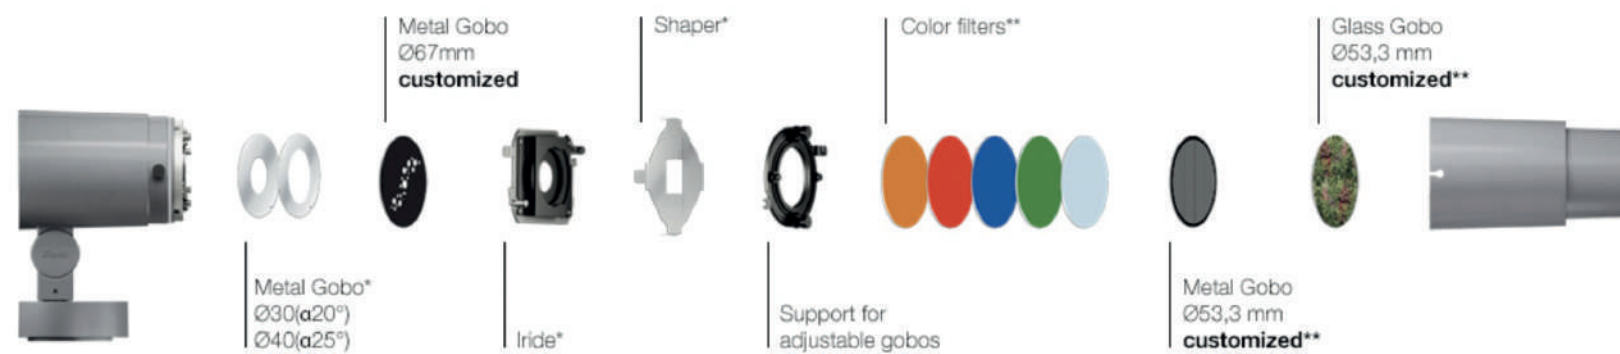 Metal Gobo
Ø67mm
customized
Shaper*
Color filters**
Glass Gobo
Ø53,3 mm
customized**
Metal Gobo*
Ø30(α20°)
Ø40(α25°)
Iride*
Support for
adjustable gobos
Metal Gobo
Ø53,3 mm
customized**